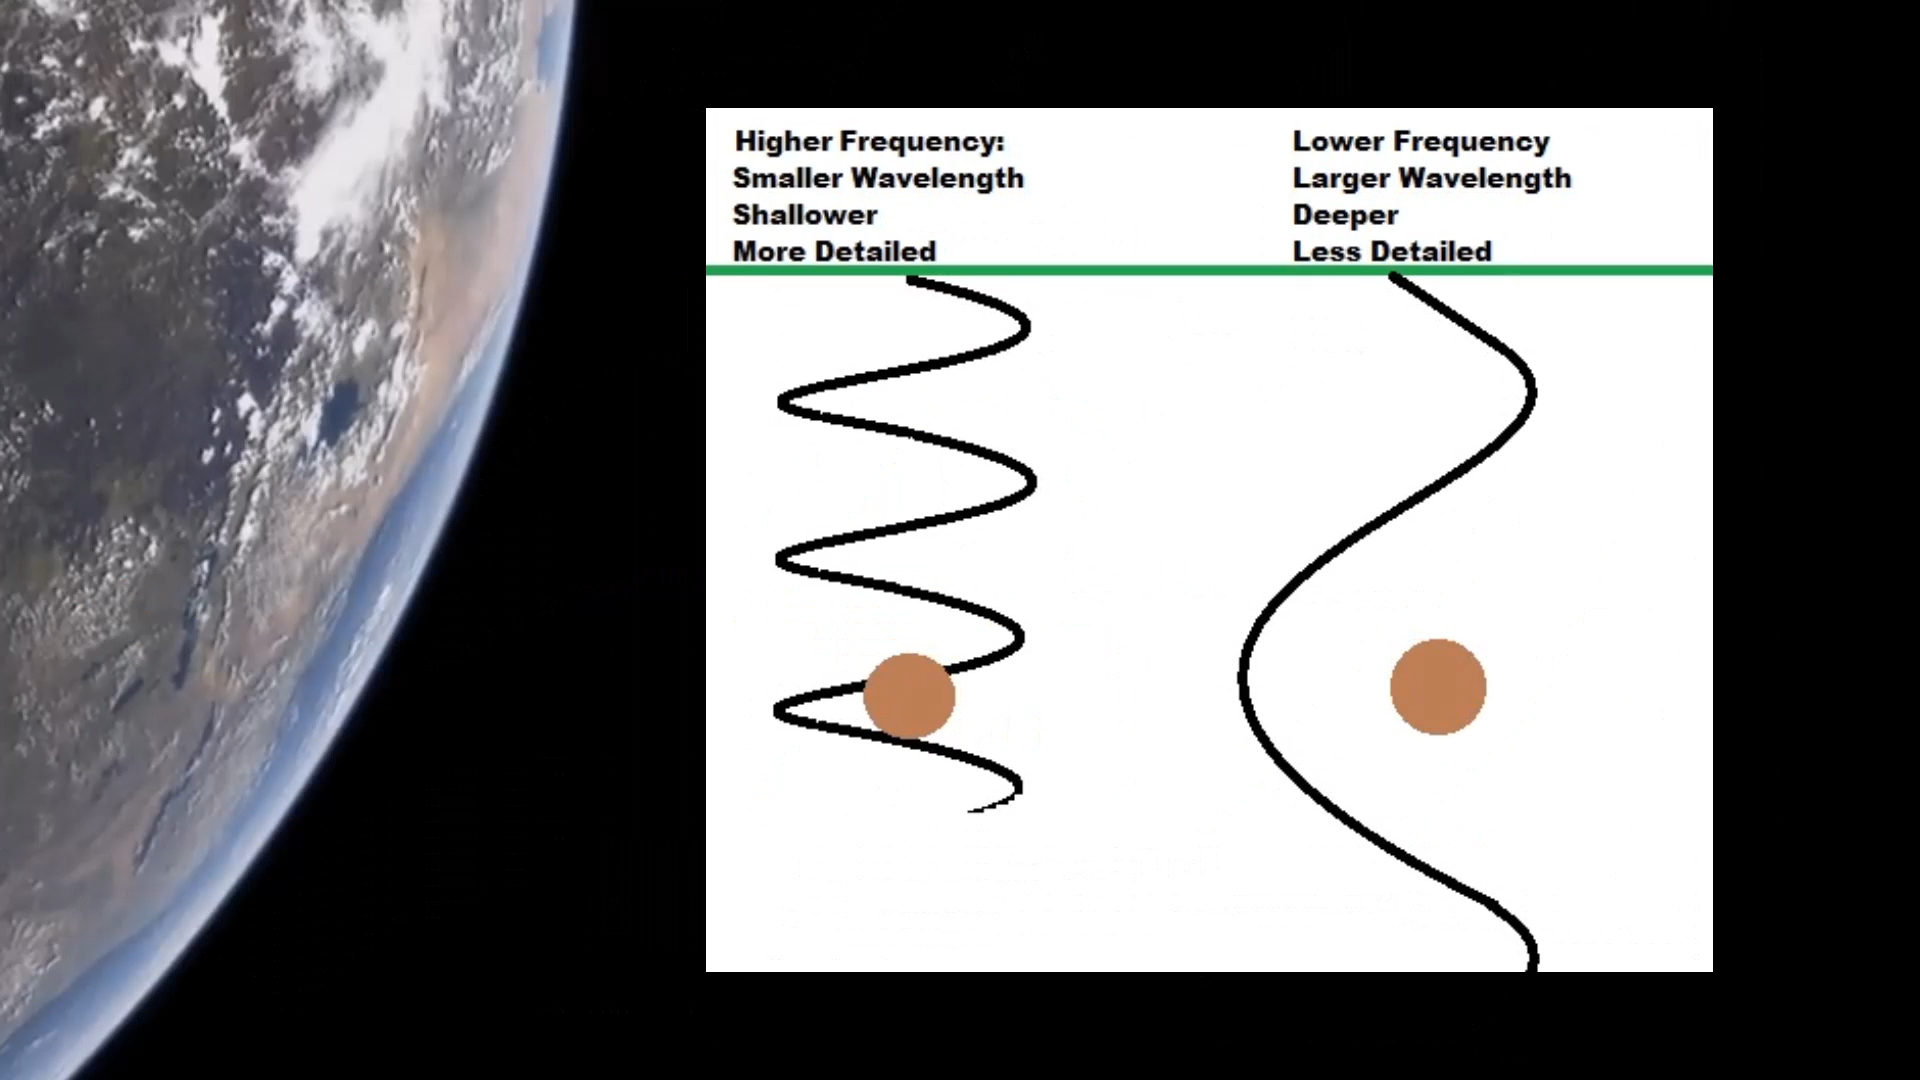 Higher Frequency:
Smaller Wavelength
Shallower
More Detailed
Lower Frequency
Larger Wavelength
Deeper
Less Detailed